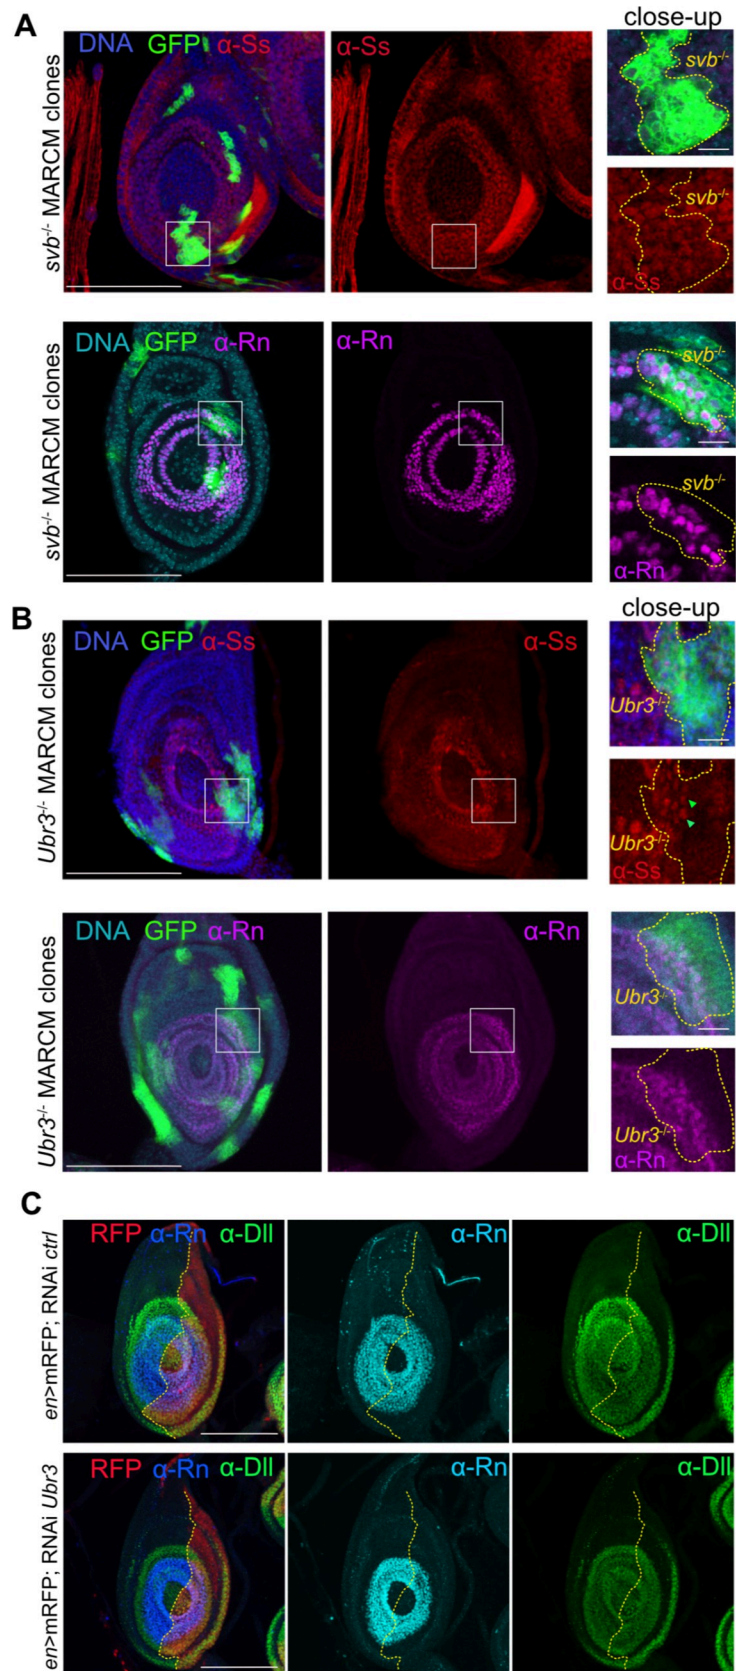 A
close-up
svb-/- MARCM clones
DNA GFP α-Ss
α-Ss
svb-/-
svb-/-
α-Ss
svb-/- MARCM clones
DNA GFP α-Rn
α-Rn
svb-/-
svb-/-
α-Rn
B
close-up
Ubr3-/- MARCM clones
DNA GFP α-Ss
α-Ss
Ubr3-/-
Ubr3-/-
α-Ss
Ubr3-/- MARCM clones
DNA GFP α-Rn
α-Rn
Ubr3-/-
Ubr3-/-
α-Rn
C
en>mRFP; RNAi ctrl
RFP α-Rn α-Dll
α-Rn
α-Dll
en>mRFP; RNAi Ubr3
RFP α-Rn α-Dll
α-Rn
α-Dll